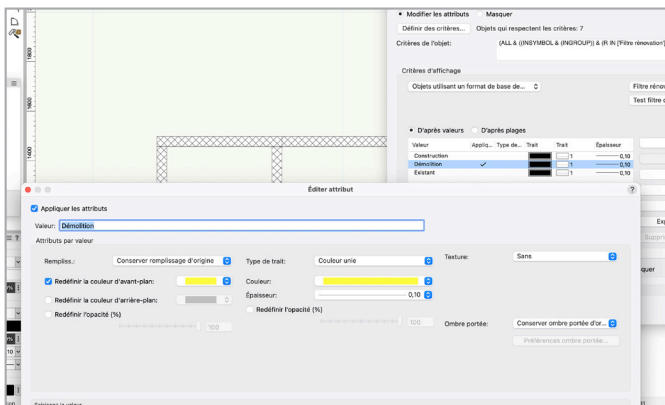 Modifier les attributs Masquer
Définir des critères... Objets qui respectent les critères: 7
Critères de l'objet: (ALL & ((INSYMBOL & (INGROUP)) & (R IN ['Filtre rénovation']
Critères d'affichage
Objets utilisant un format de base de... Filtre réno
Test filtre
D'après valeurs D'après plages
Valeur Appliq... Type de... Trait Trait Épaisseur
Construction 1 0,10
Démolition 1 0,10
Existant 1 0,10
1800
1600
1400
Exp
Suppri
quer
Éditer attribut ?
Appliquer les attributs
Valeur: Démolition
Attributs par valeur
Rempliss.: Conserver remplissage d'origine Type de trait: Couleur unie Texture: Sans
Redéfinir la couleur d'avant-plan: Couleur:
Redéfinir la couleur d'arrière-plan: Épaisseur: 0,10
Redéfinir l'opacité (%) Redéfinir l'opacité (%)
100 100 Ombre portée: Conserver ombre portée d'or...
Préférences ombre portée...